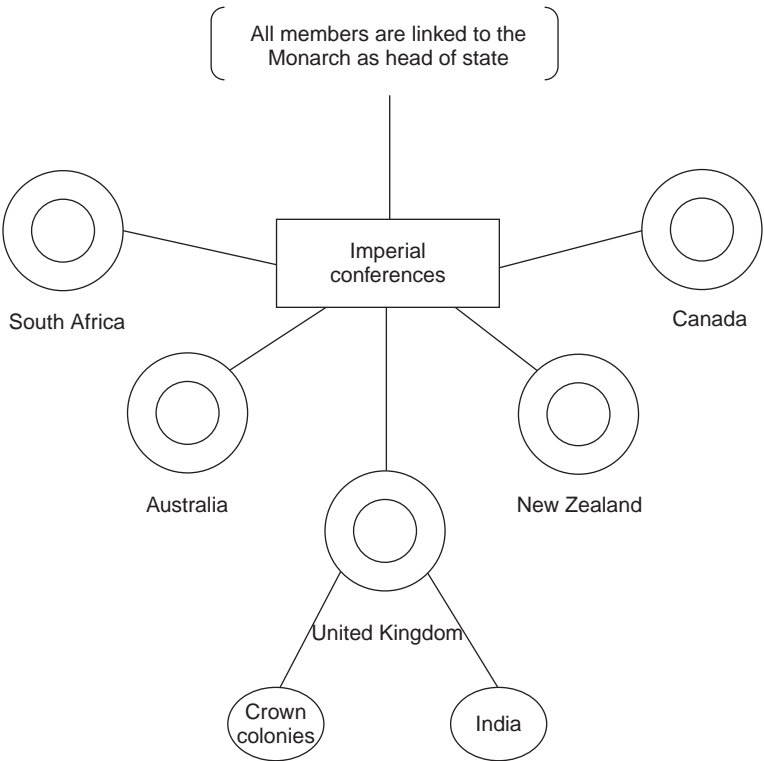 All members are linked to the
Monarch as head of state
Imperial
conferences
South Africa
Canada
Australia
New Zealand
United Kingdom
Crown
colonies
India